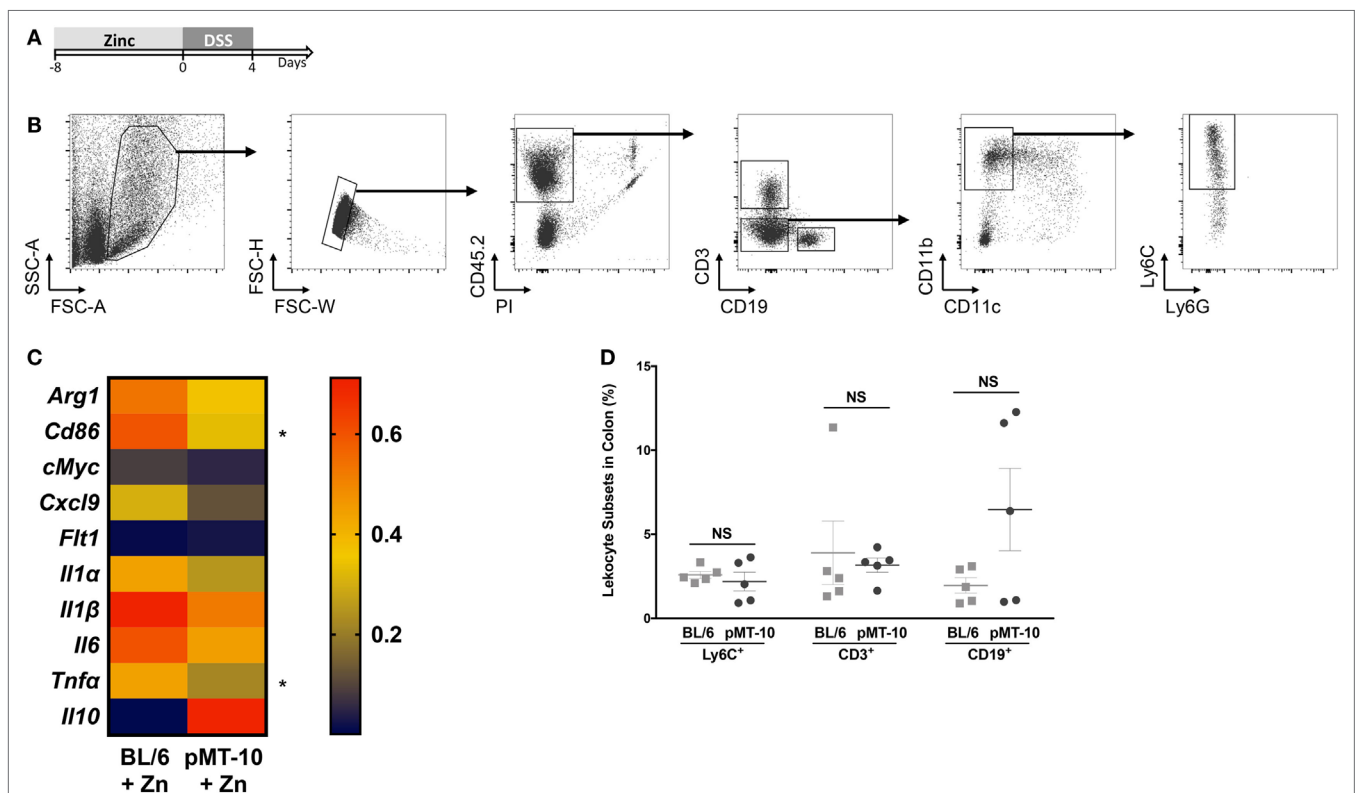 A
Zinc DSS
-8 0 4 Days
B
SSC-A
FSC-A
FSC-H
FSC-W
CD45.2
PI
CD3
CD19
CD11b
CD11c
Ly6C
Ly6G
C
Arg1
Cd86 *
cMyc
Cxcl9
Flt1
Il1α
Il1β
Il6
Tnfα *
Il10
0.6
0.4
0.2
BL/6 pMT-10
+ Zn + Zn
D
Lekocyte Subsets in Colon (%)
15
10
5
0
NS NS NS
BL/6 pMT-10 BL/6 pMT-10 BL/6 pMT-10
Ly6C⁺ CD3⁺ CD19⁺